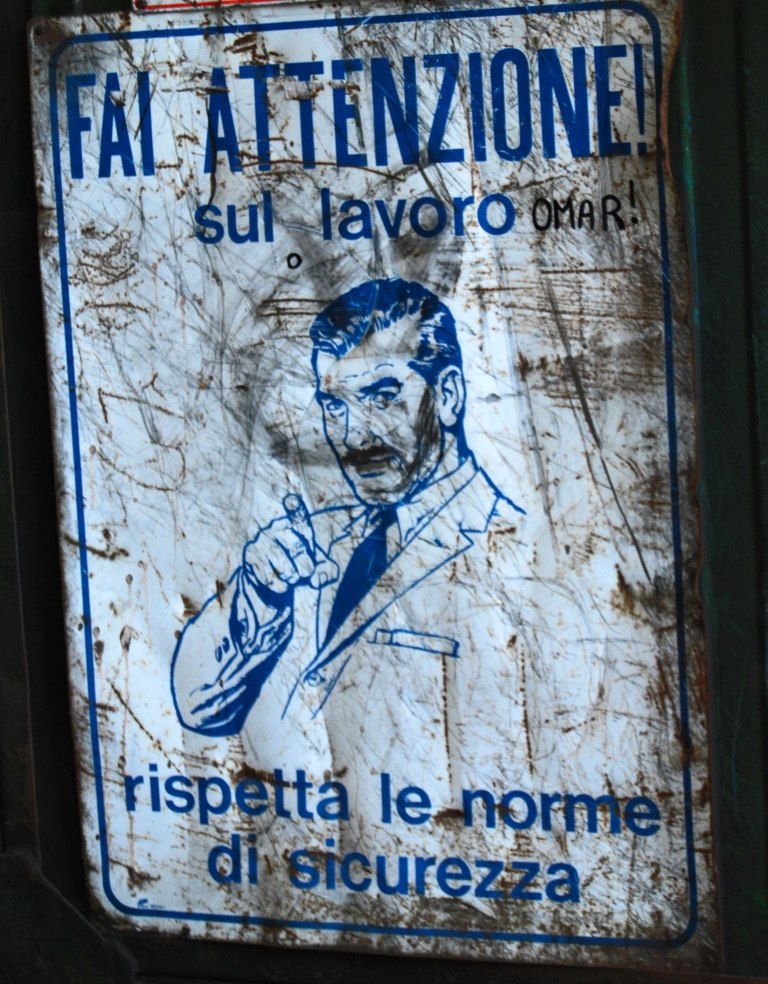 FAI ATTENZIONE!
sul lavoro OMAR!
rispetta le norme
di sicurezza